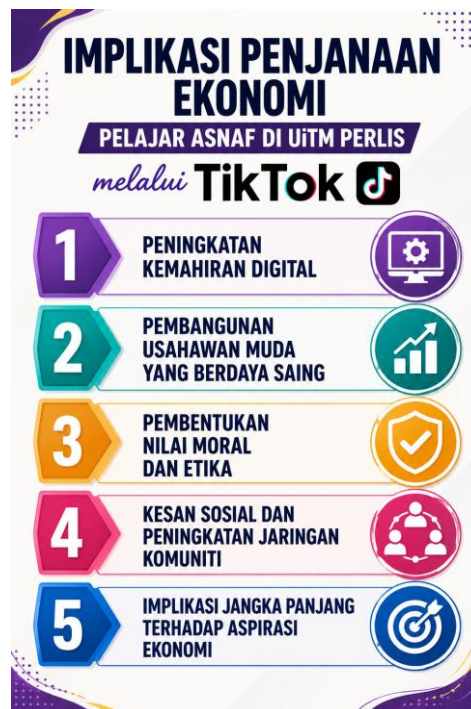 IMPLIKASI PENJANAAN
EKONOMI
PELAJAR ASNAF DI UiTM PERLIS
melalui TikTok
1
PENINGKATAN
KEMAHIRAN DIGITAL
2
PEMBANGUNAN
USAHAWAN MUDA
YANG BERDAYA SAING
3
PEMBENTUKAN
NILAI MORAL
DAN ETIKA
4
KESAN SOSIAL DAN
PENINGKATAN JARINGAN
KOMUNITI
5
IMPLIKASI JANGKA PANJANG
TERHADAP ASPIRASI
EKONOMI